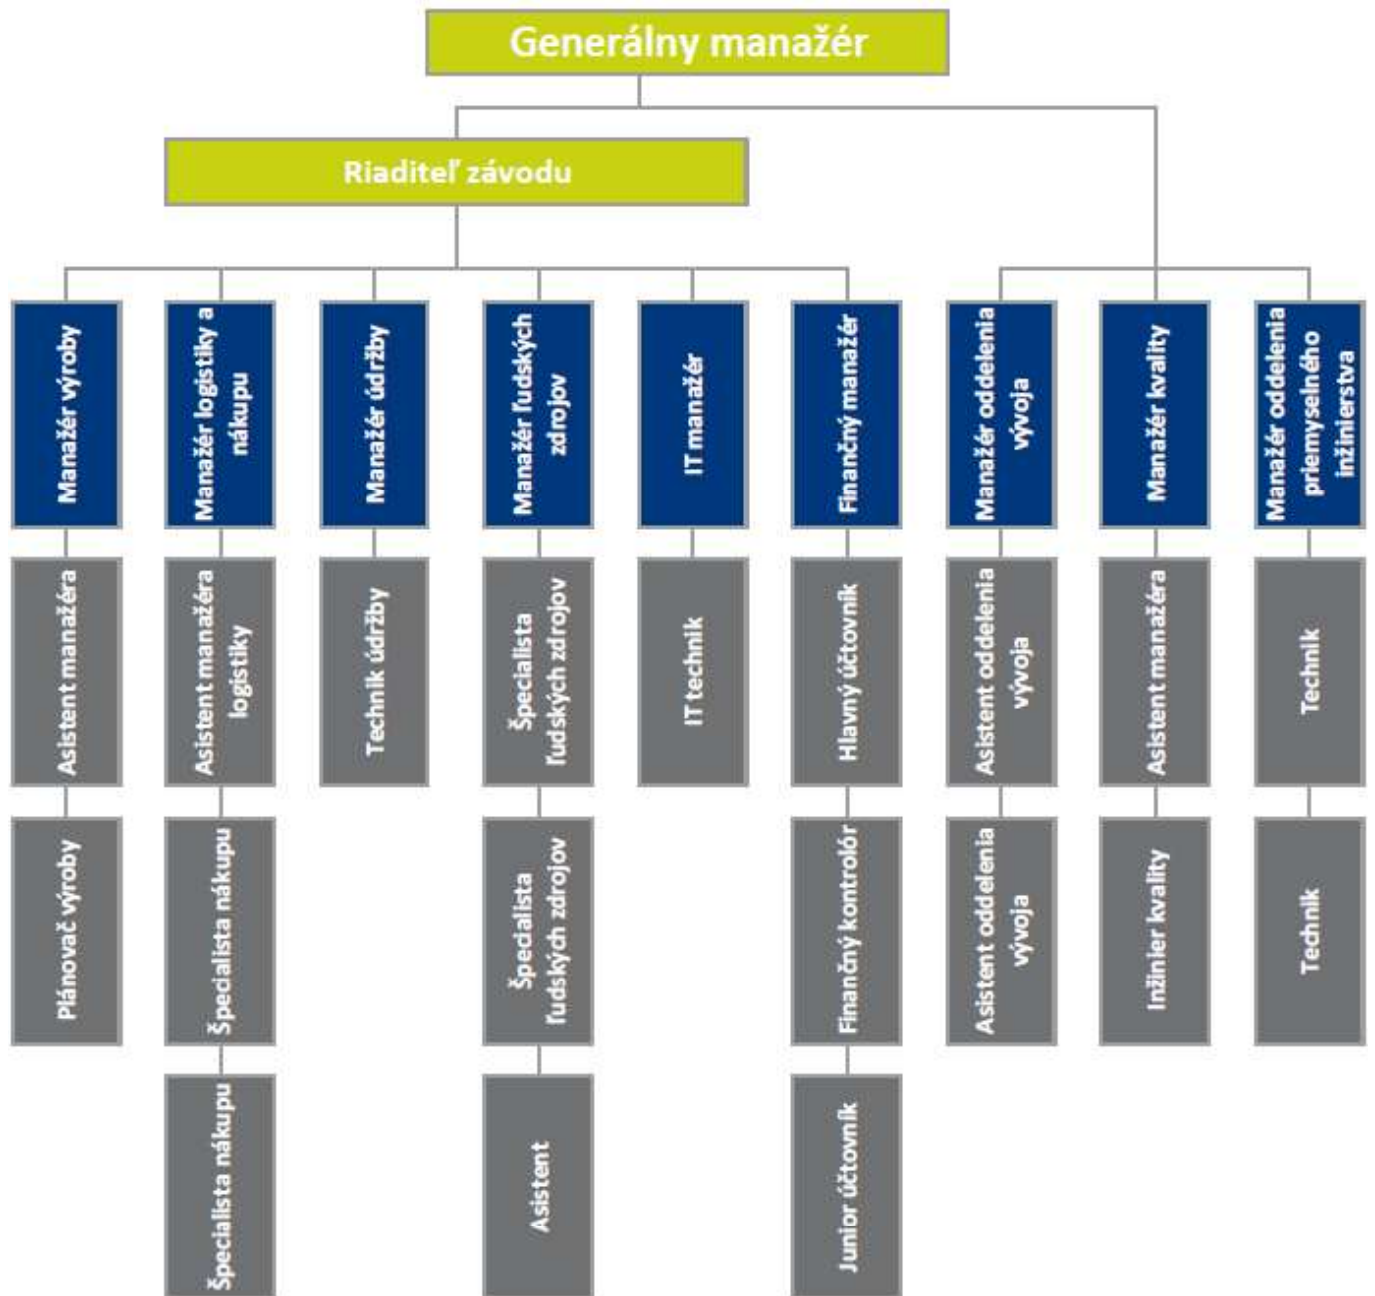 Generálny manažér
Riaditeľ závodu
Manažér výroby
Manažér logistiky a
nákupu
Manažér údržby
Manažér ľudských
zdrojov
IT manažér
Finančný manažér
Manažér oddelenia
vývoja
Manažér kvality
Manažér oddelenia
priemyselného
inžinierstva
Asistent manažéra
Asistent manažéra
logistiky
Technik údržby
Špecialista
ľudských zdrojov
IT technik
Hlavný účtovník
Asistent oddelenia
vývoja
Asistent manažéra
Technik
Plánovač výroby
Špecialista nákupu
Špecialista
ľudských zdrojov
Finančný kontrolór
Asistent oddelenia
vývoja
Inžinier kvality
Technik
Špecialista nákupu
Asistent
Junior účtovník